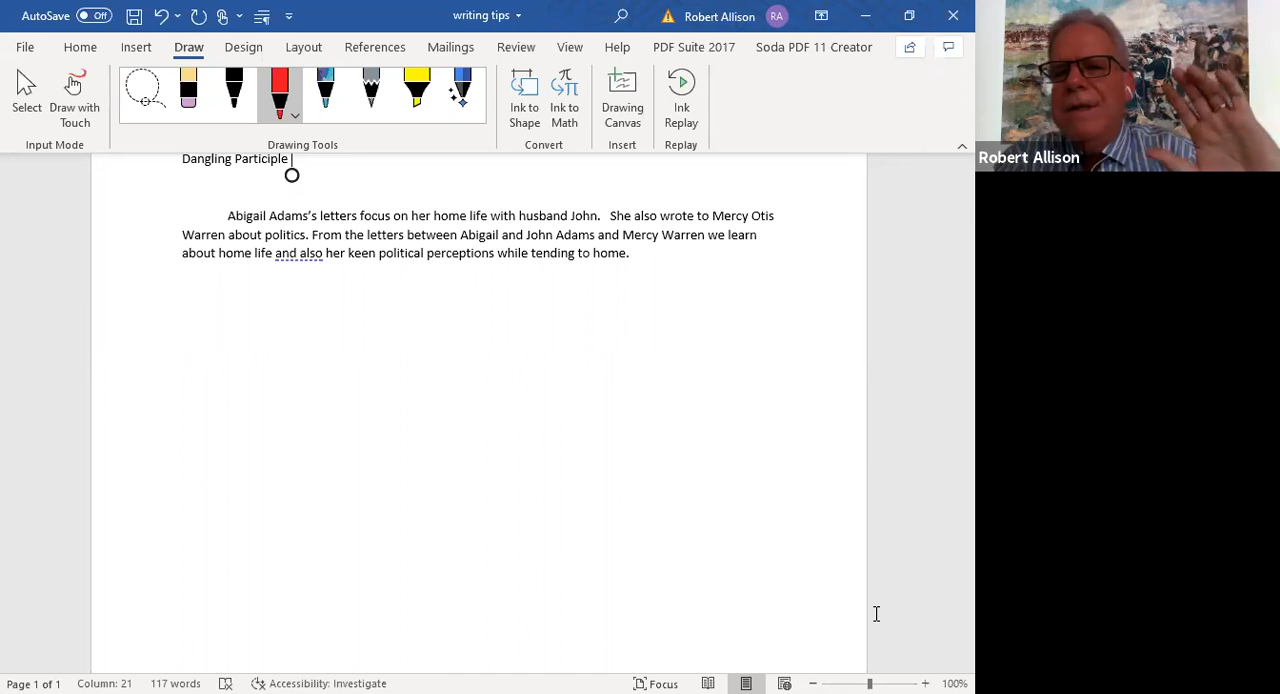 AutoSave Off writing tips Robert Allison RA
File Home Insert Draw Design Layout References Mailings Review View Help PDF Suite 2017 Soda PDF 11 Creator
Select Draw with Touch Ink to Shape Ink to Math Drawing Canvas Ink Replay
Input Mode Drawing Tools Convert Insert Replay
Robert Allison
Dangling Participle
Abigail Adams’s letters focus on her home life with husband John. She also wrote to Mercy Otis
Warren about politics. From the letters between Abigail and John Adams and Mercy Warren we learn
about home life and also her keen political perceptions while tending to home.
Page 1 of 1 Column: 21 117 words Accessibility: Investigate Focus 100%